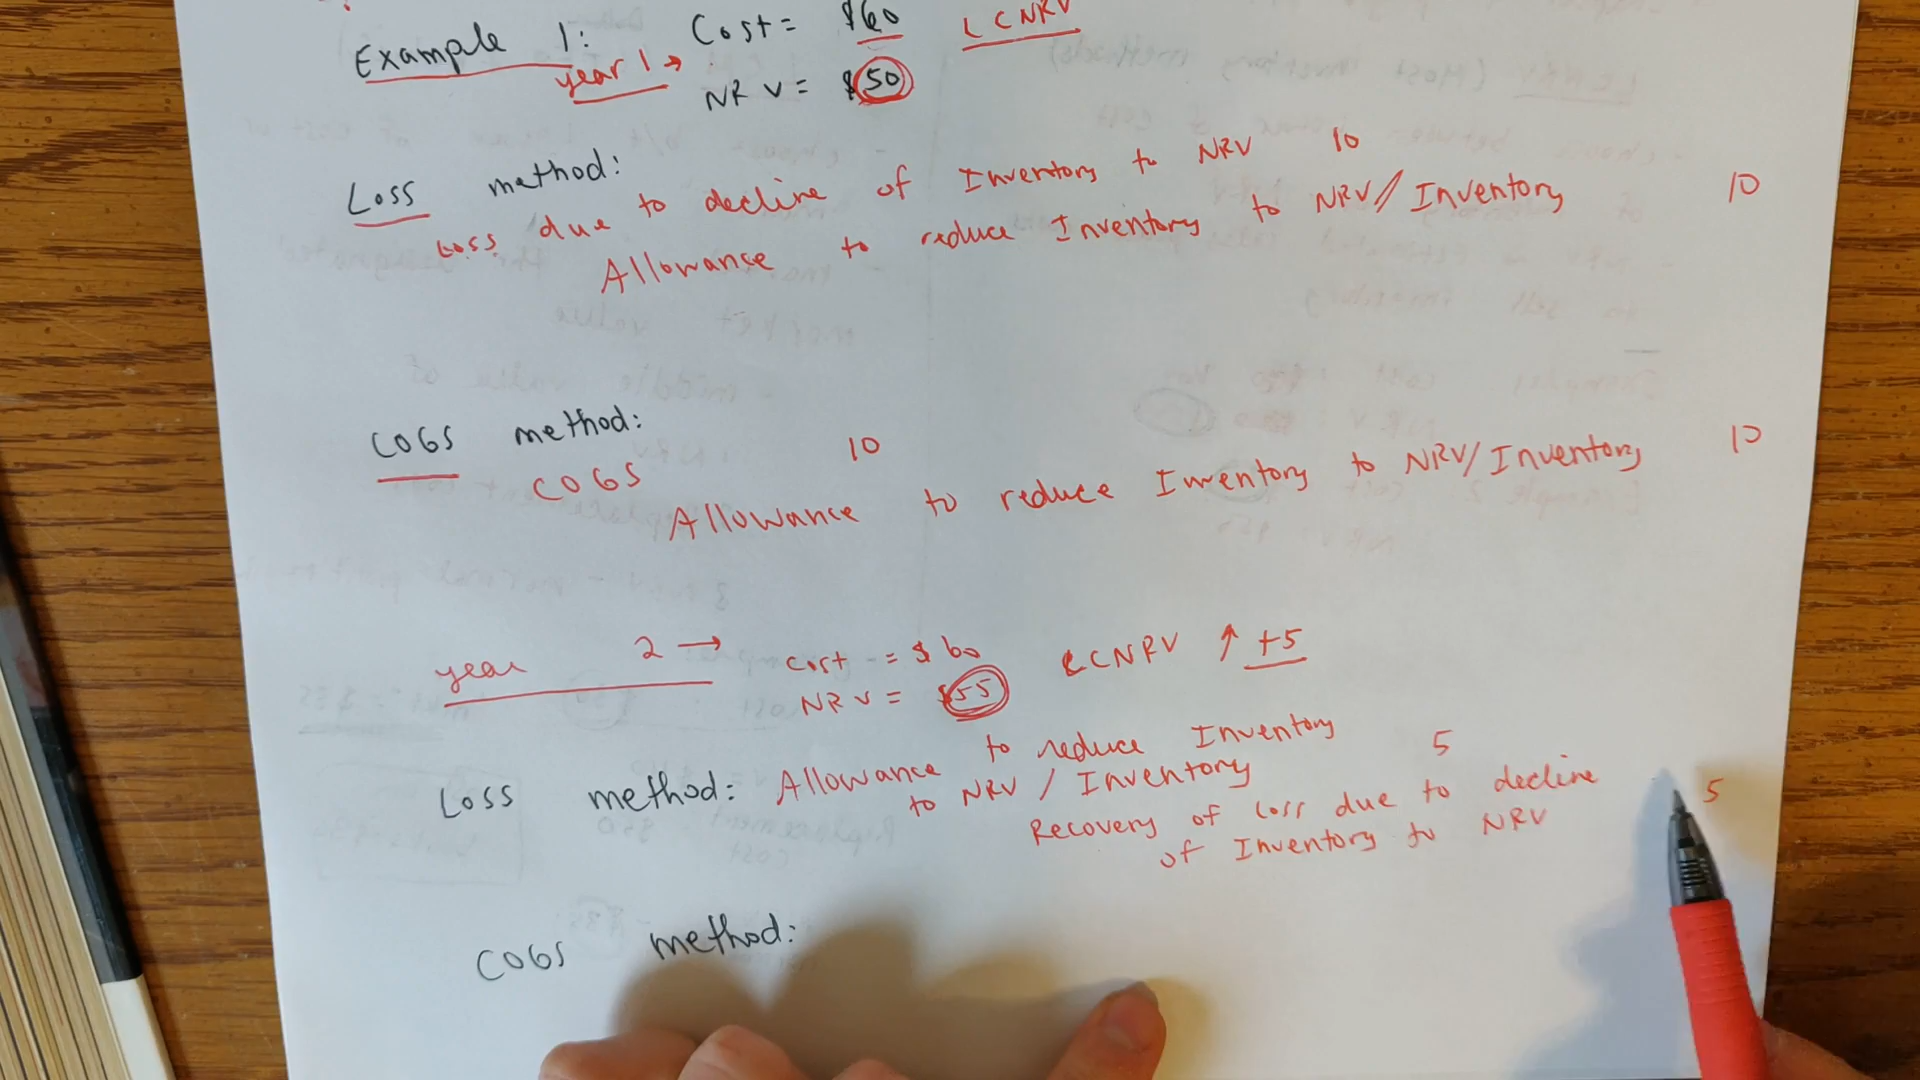 Example 1: Cost = $60 LCNRV
year 1 → NRV = $50
Loss method:
Loss due to decline of Inventory to NRV 10
Allowance to reduce Inventory to NRV/Inventory 10
COGS method:
COGS 10
Allowance to reduce Inventory to NRV/Inventory 10
year 2 → Cost = $60 LCNRV ↑ +5
NRV = $55
Loss method: Allowance to reduce Inventory 5
to NRV / Inventory
Recovery of loss due to decline 5
of Inventory to NRV
COGS method: